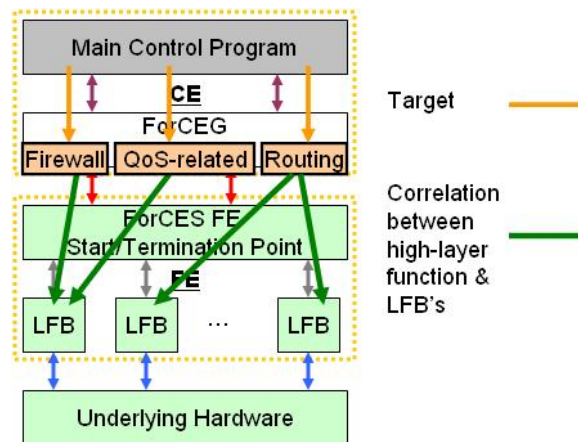 Main Control Program
CE
ForCEG
Firewall
QoS-related
Routing
ForCES FE
Start/Termination Point
FE
LFB
LFB
...
LFB
Underlying Hardware
Target
Correlation
between
high-layer
function &
LFB's